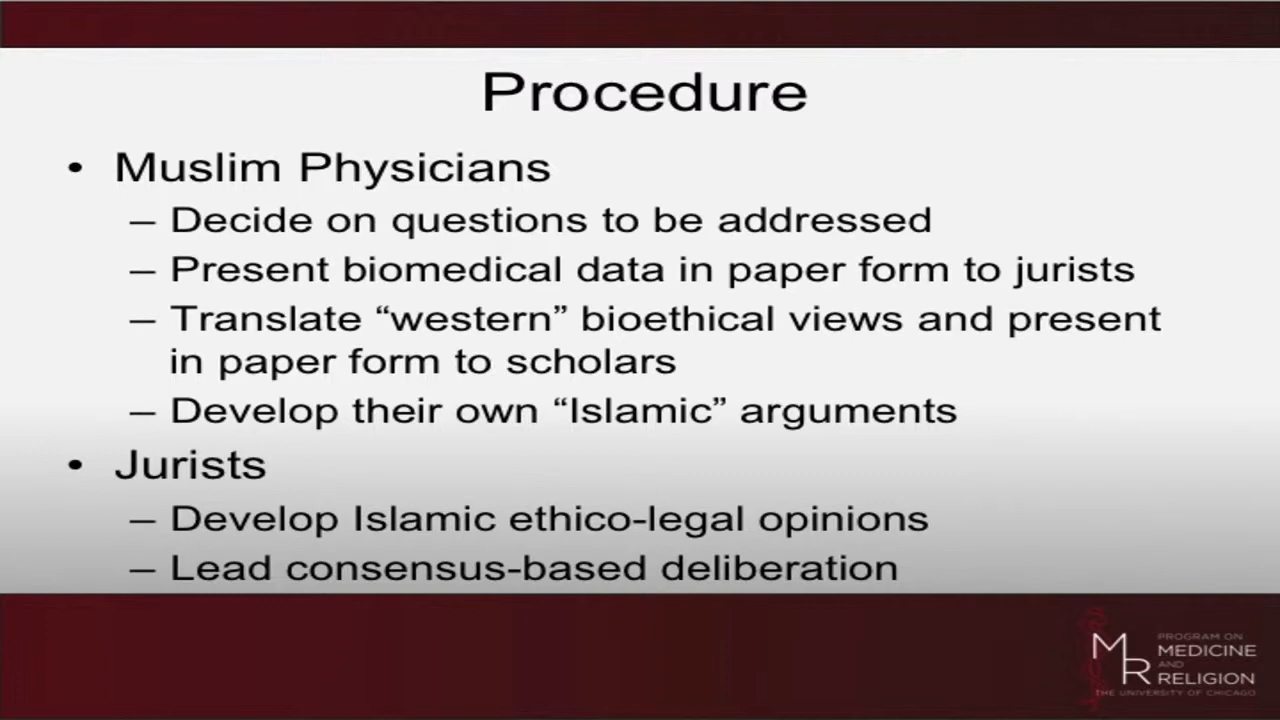 Procedure
• Muslim Physicians
– Decide on questions to be addressed
– Present biomedical data in paper form to jurists
– Translate “western” bioethical views and present
in paper form to scholars
– Develop their own “Islamic” arguments
• Jurists
– Develop Islamic ethico-legal opinions
– Lead consensus-based deliberation
MR
PROGRAM ON
MEDICINE
AND
RELIGION
THE UNIVERSITY OF CHICAGO